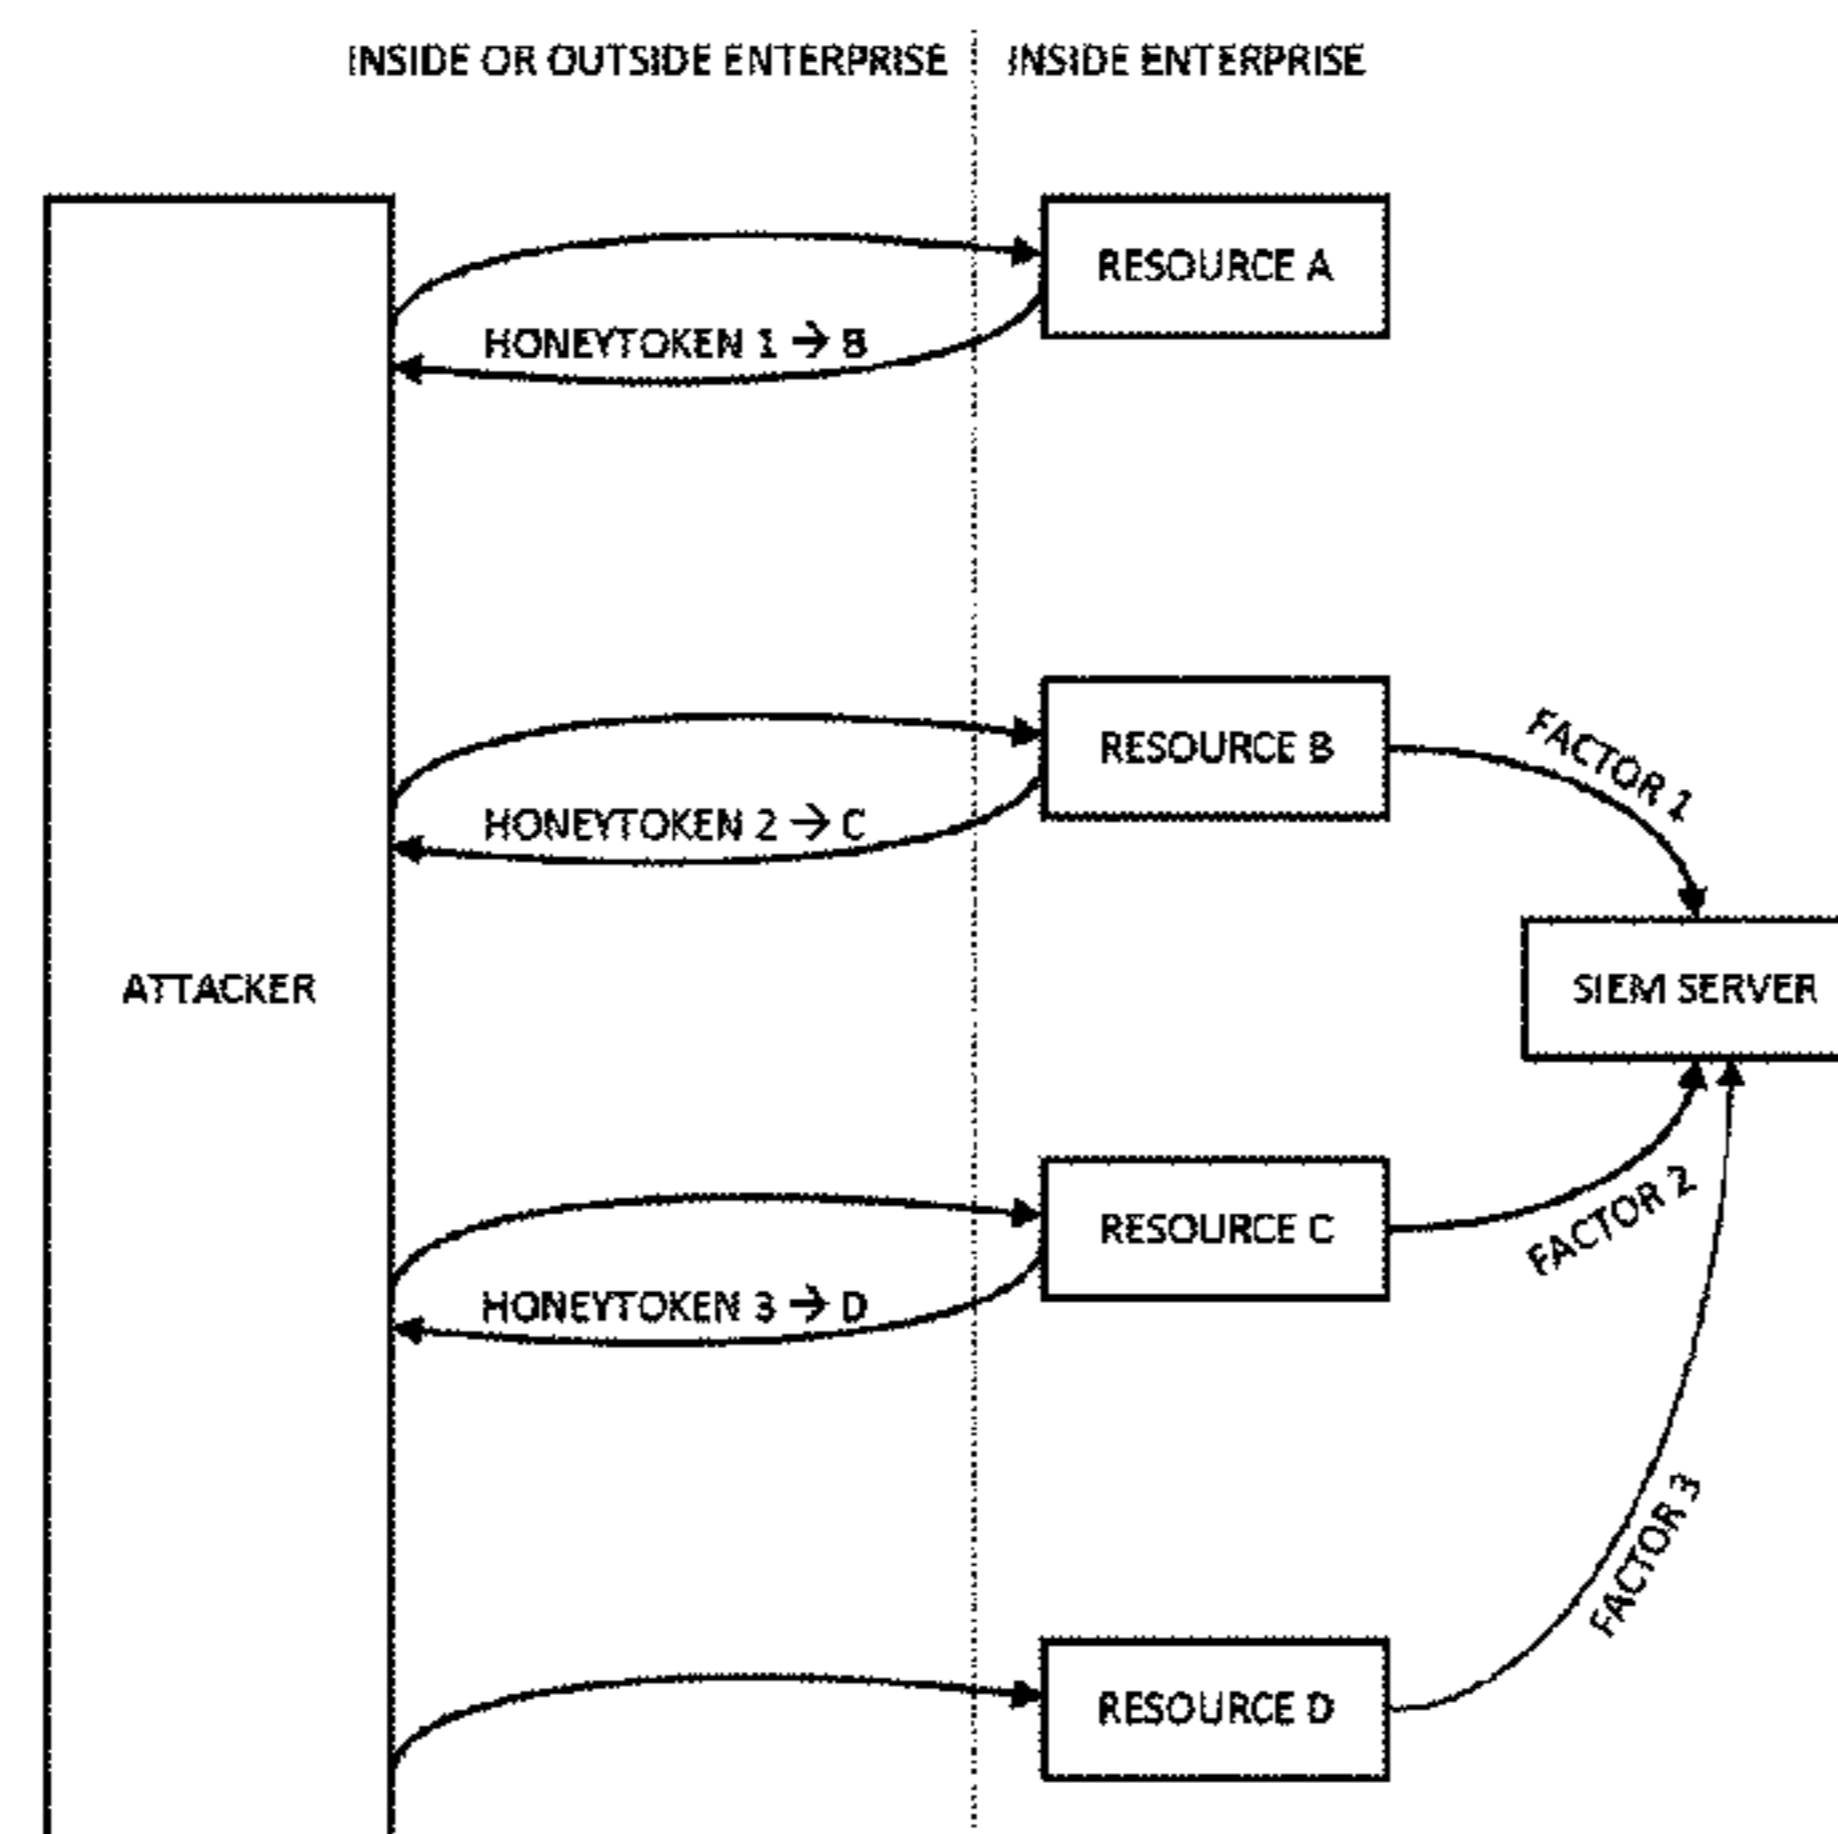 INSIDE OR OUTSIDE ENTERPRISE
INSIDE ENTERPRISE
RESOURCE A
HONEYTOKEN 1 → B
RESOURCE B
FACTOR 1
HONEYTOKEN 2 → C
ATTACKER
SIEM SERVER
RESOURCE C
FACTOR 2
HONEYTOKEN 3 → D
FACTOR 3
RESOURCE D